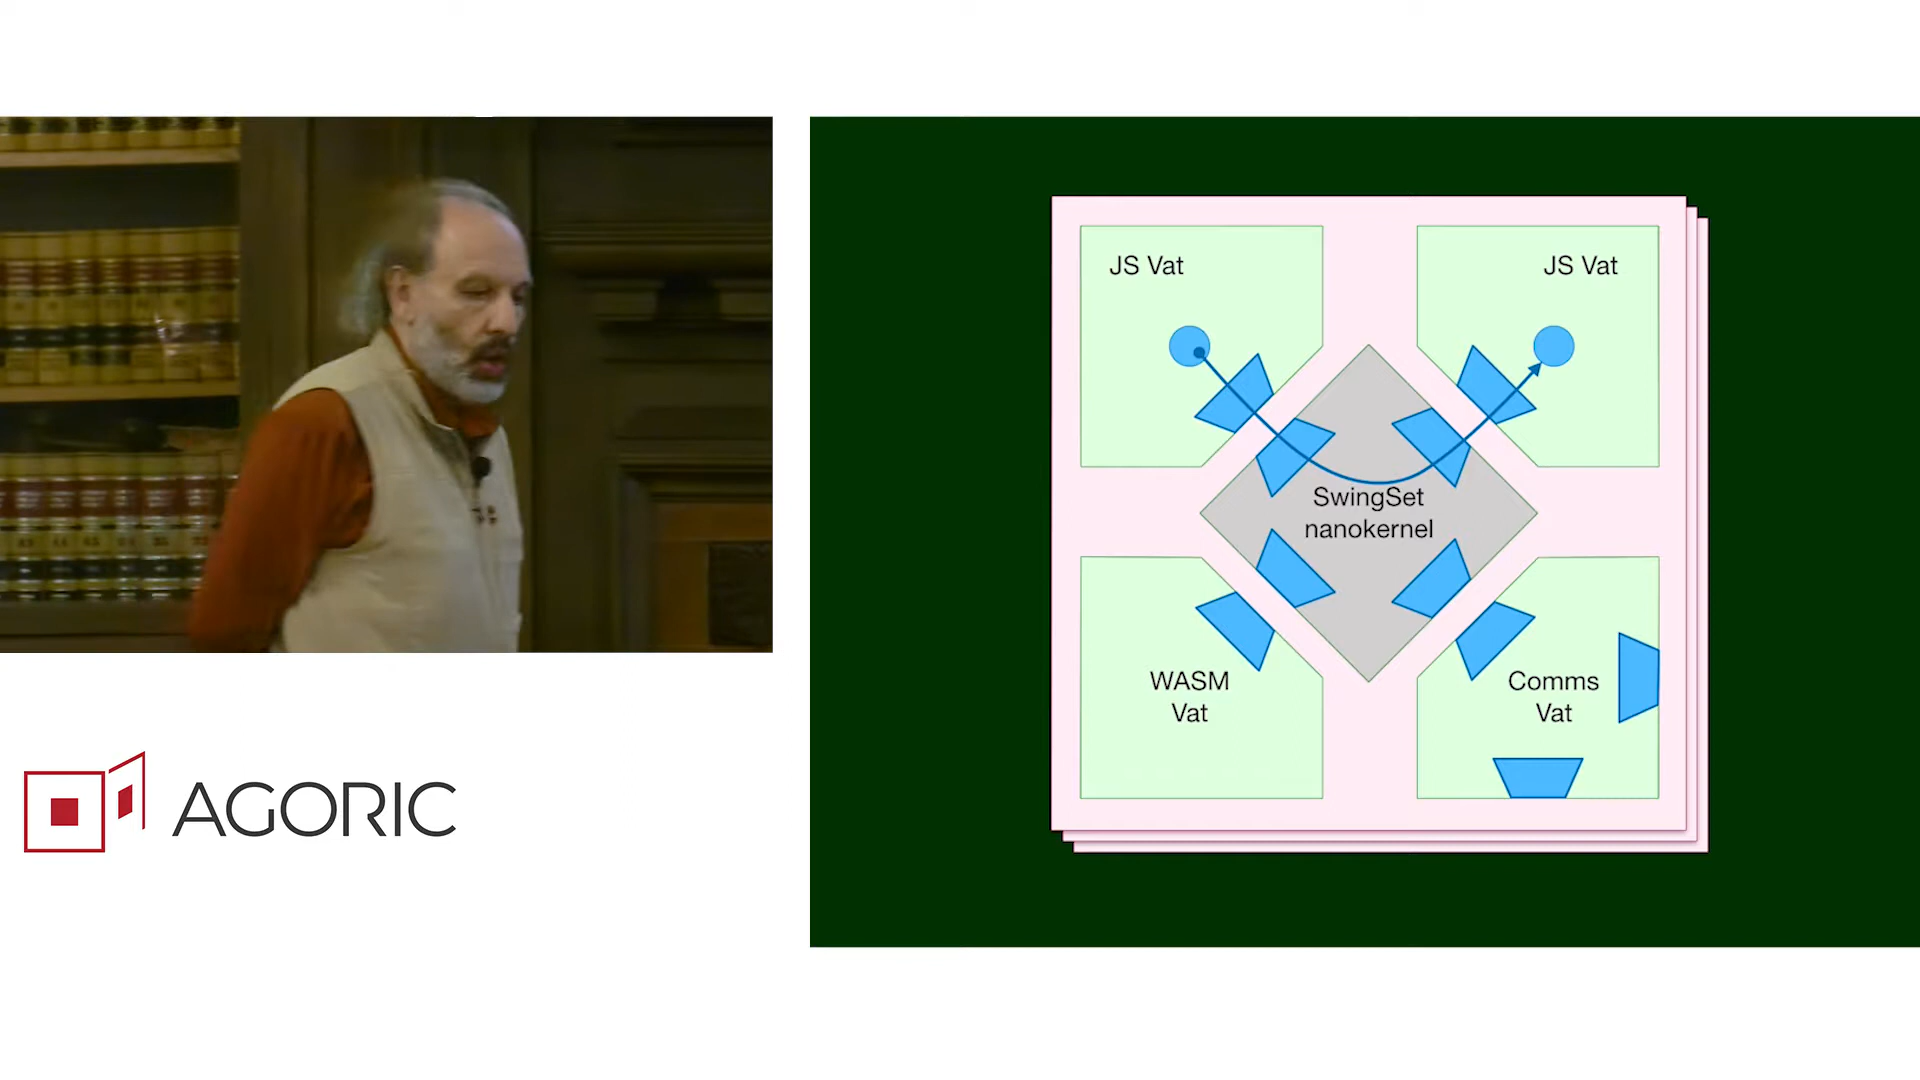 JS Vat
JS Vat
SwingSet
nanokernel
WASM
Vat
Comms
Vat
AGORIC